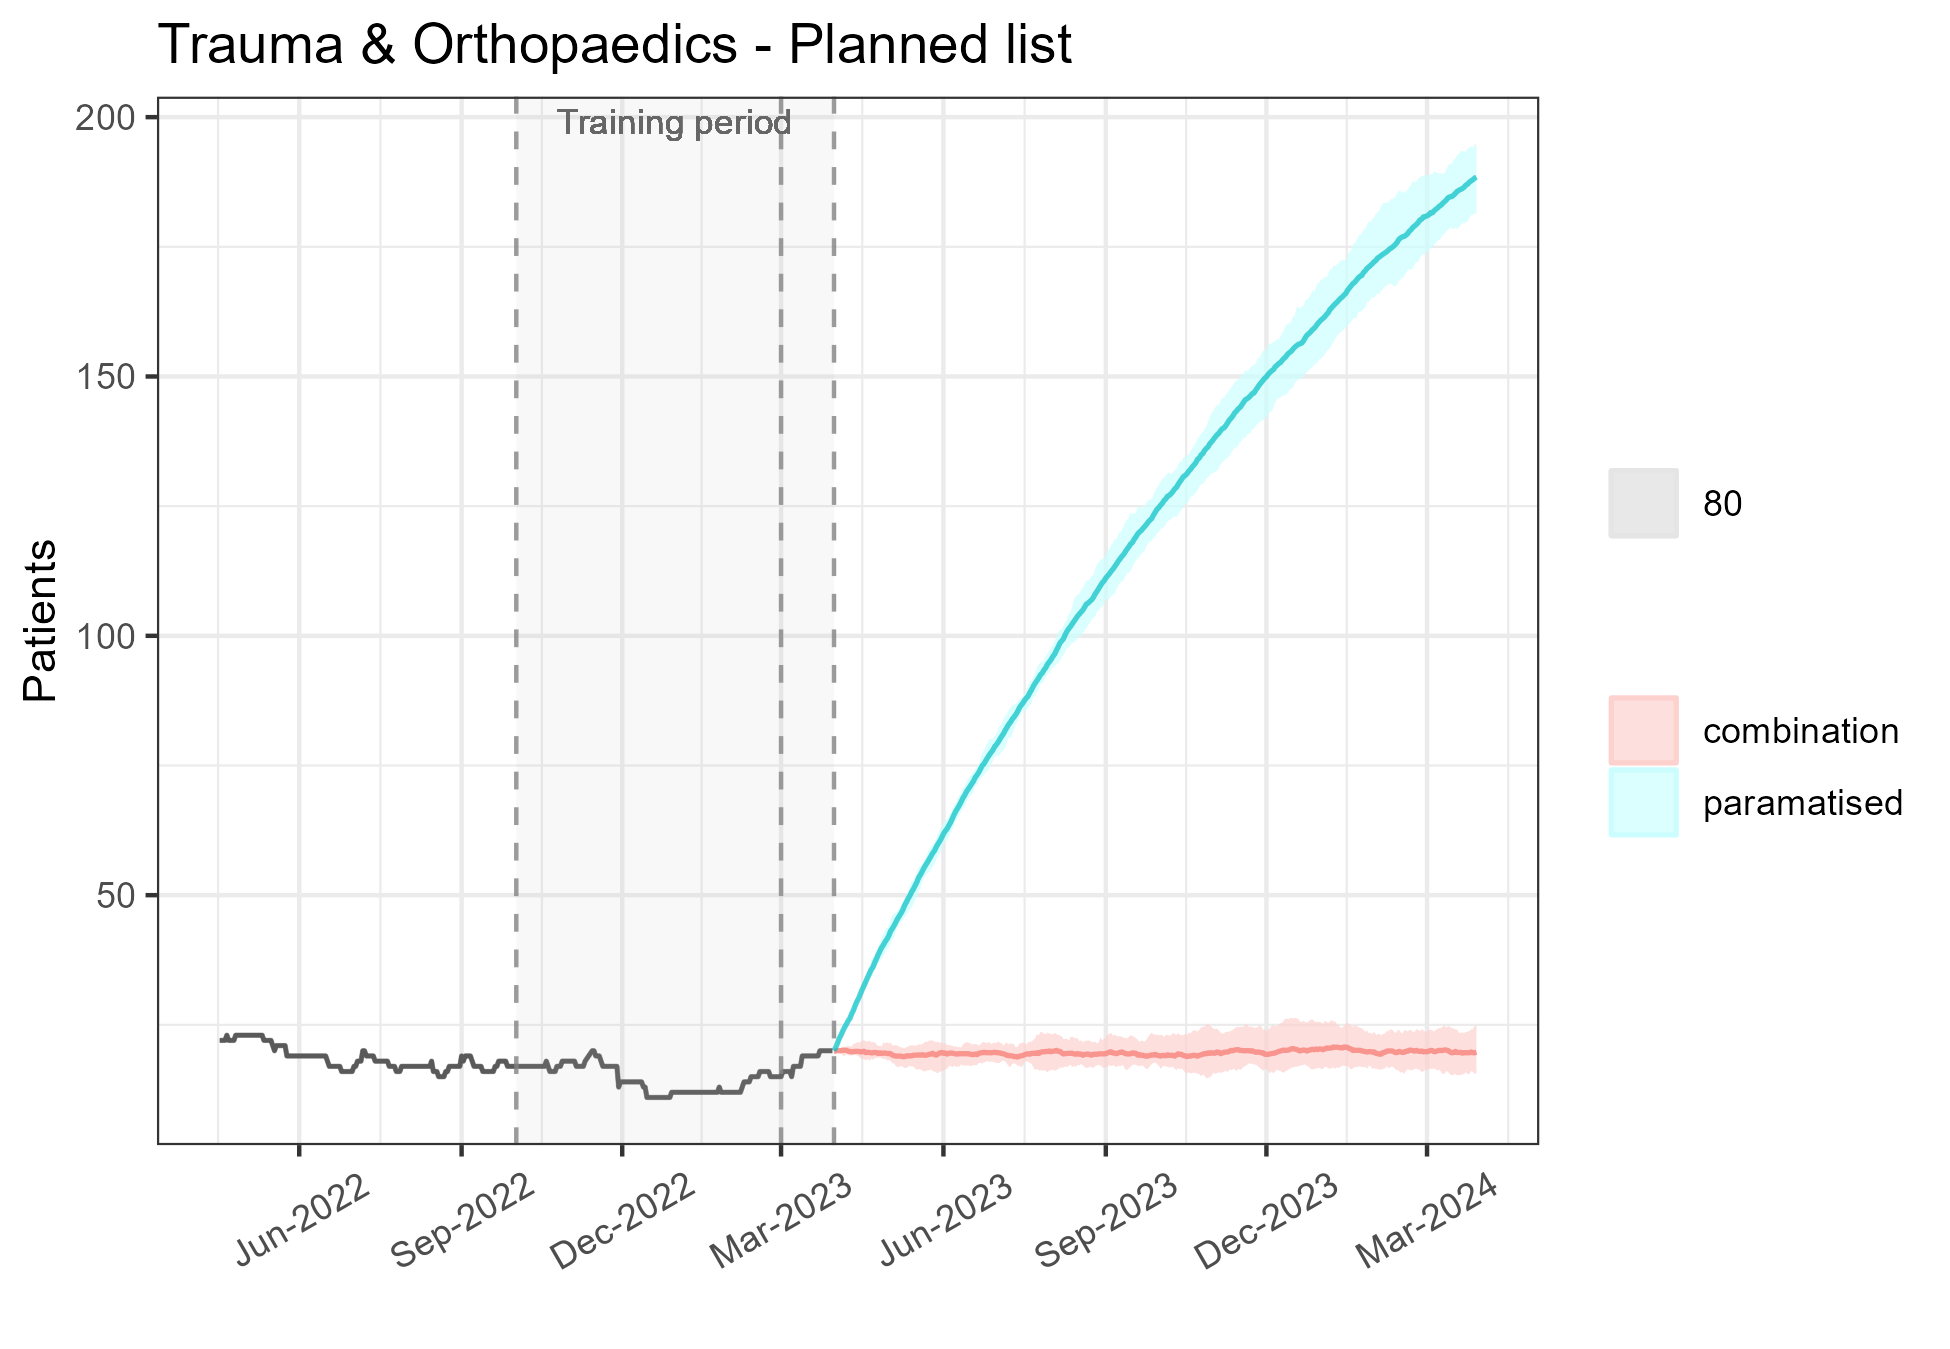 Trauma & Orthopaedics - Planned list
Training period
200
150
100
50
Patients
Jun-2022
Sep-2022
Dec-2022
Mar-2023
Jun-2023
Sep-2023
Dec-2023
Mar-2024
80
combination
paramatised